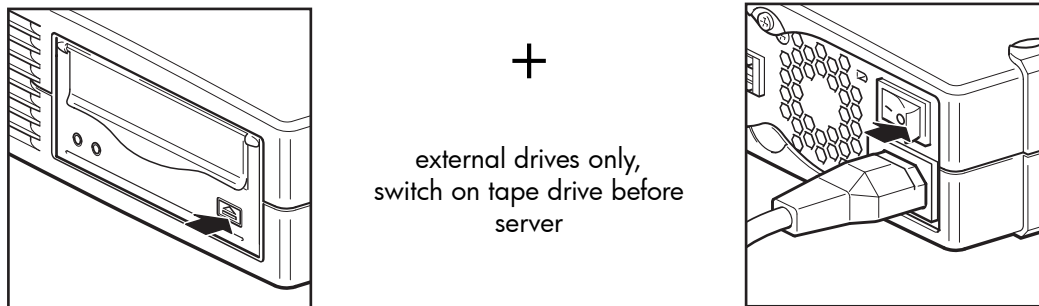 +
external drives only,
switch on tape drive before
server